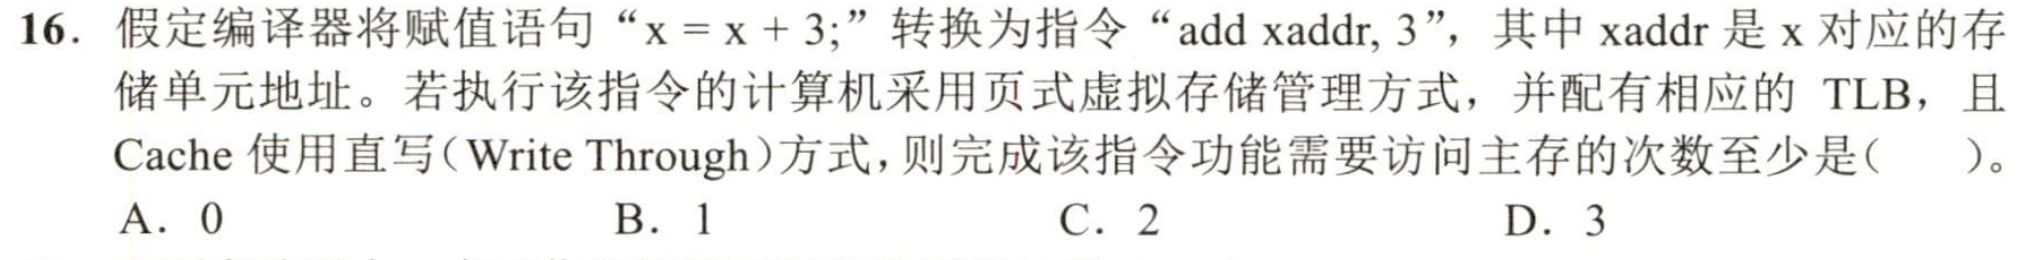 16. 假定编译器将赋值语句“x = x + 3;”转换为指令“add xaddr, 3”，其中 xaddr 是 x 对应的存
储单元地址。若执行该指令的计算机采用页式虚拟存储管理方式，并配有相应的 TLB，且
Cache 使用直写(Write Through)方式，则完成该指令功能需要访问主存的次数至少是(　　)。
A. 0　　B. 1　　C. 2　　D. 3